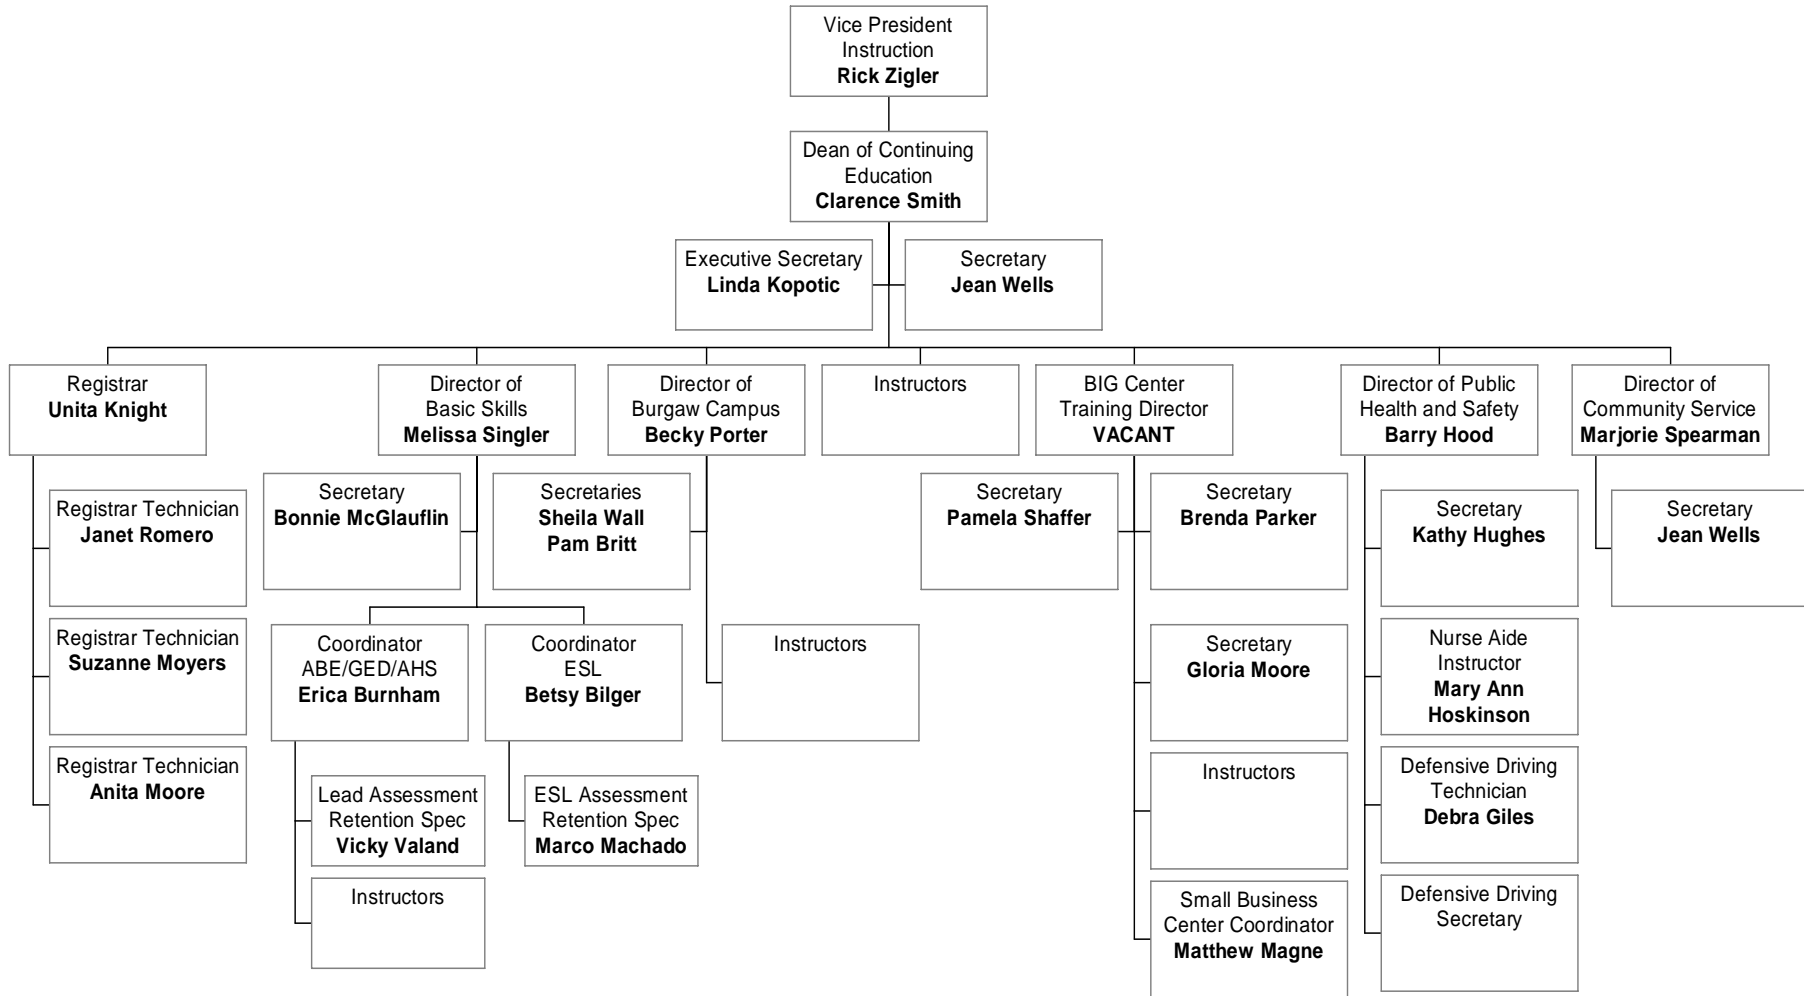 Vice President
Instruction
Rick Zigler
Dean of Continuing
Education
Clarence Smith
Executive Secretary
Linda Kopotic
Secretary
Jean Wells
Registrar
Unita Knight
Director of
Basic Skills
Melissa Singler
Director of
Burgaw Campus
Becky Porter
Instructors
BIG Center
Training Director
VACANT
Director of Public
Health and Safety
Barry Hood
Director of
Community Service
Marjorie Spearman
Registrar Technician
Janet Romero
Registrar Technician
Suzanne Moyers
Registrar Technician
Anita Moore
Secretary
Bonnie McGlauflin
Coordinator
ABE/GED/AHS
Erica Burnham
Lead Assessment
Retention Spec
Vicky Valand
Instructors
Coordinator
ESL
Betsy Bilger
ESL Assessment
Retention Spec
Marco Machado
Secretaries
Sheila Wall
Pam Britt
Instructors
Secretary
Pamela Shaffer
Secretary
Brenda Parker
Secretary
Gloria Moore
Instructors
Small Business
Center Coordinator
Matthew Magne
Secretary
Kathy Hughes
Nurse Aide
Instructor
Mary Ann
Hoskinson
Defensive Driving
Technician
Debra Giles
Defensive Driving
Secretary
Secretary
Jean Wells